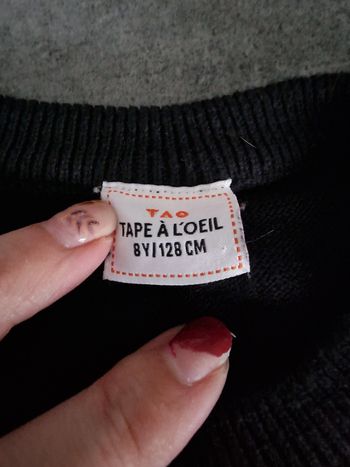 TAO
TAPE À L'OEIL
8Y/128 CM